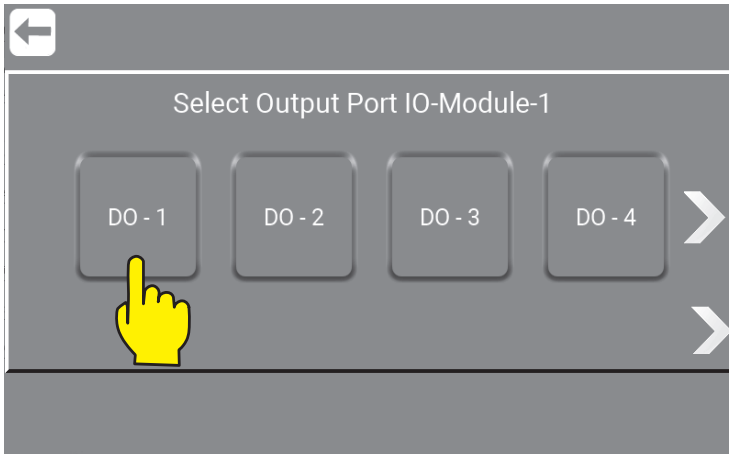 Select Output Port IO-Module-1
DO - 1 DO - 2 DO - 3 DO - 4